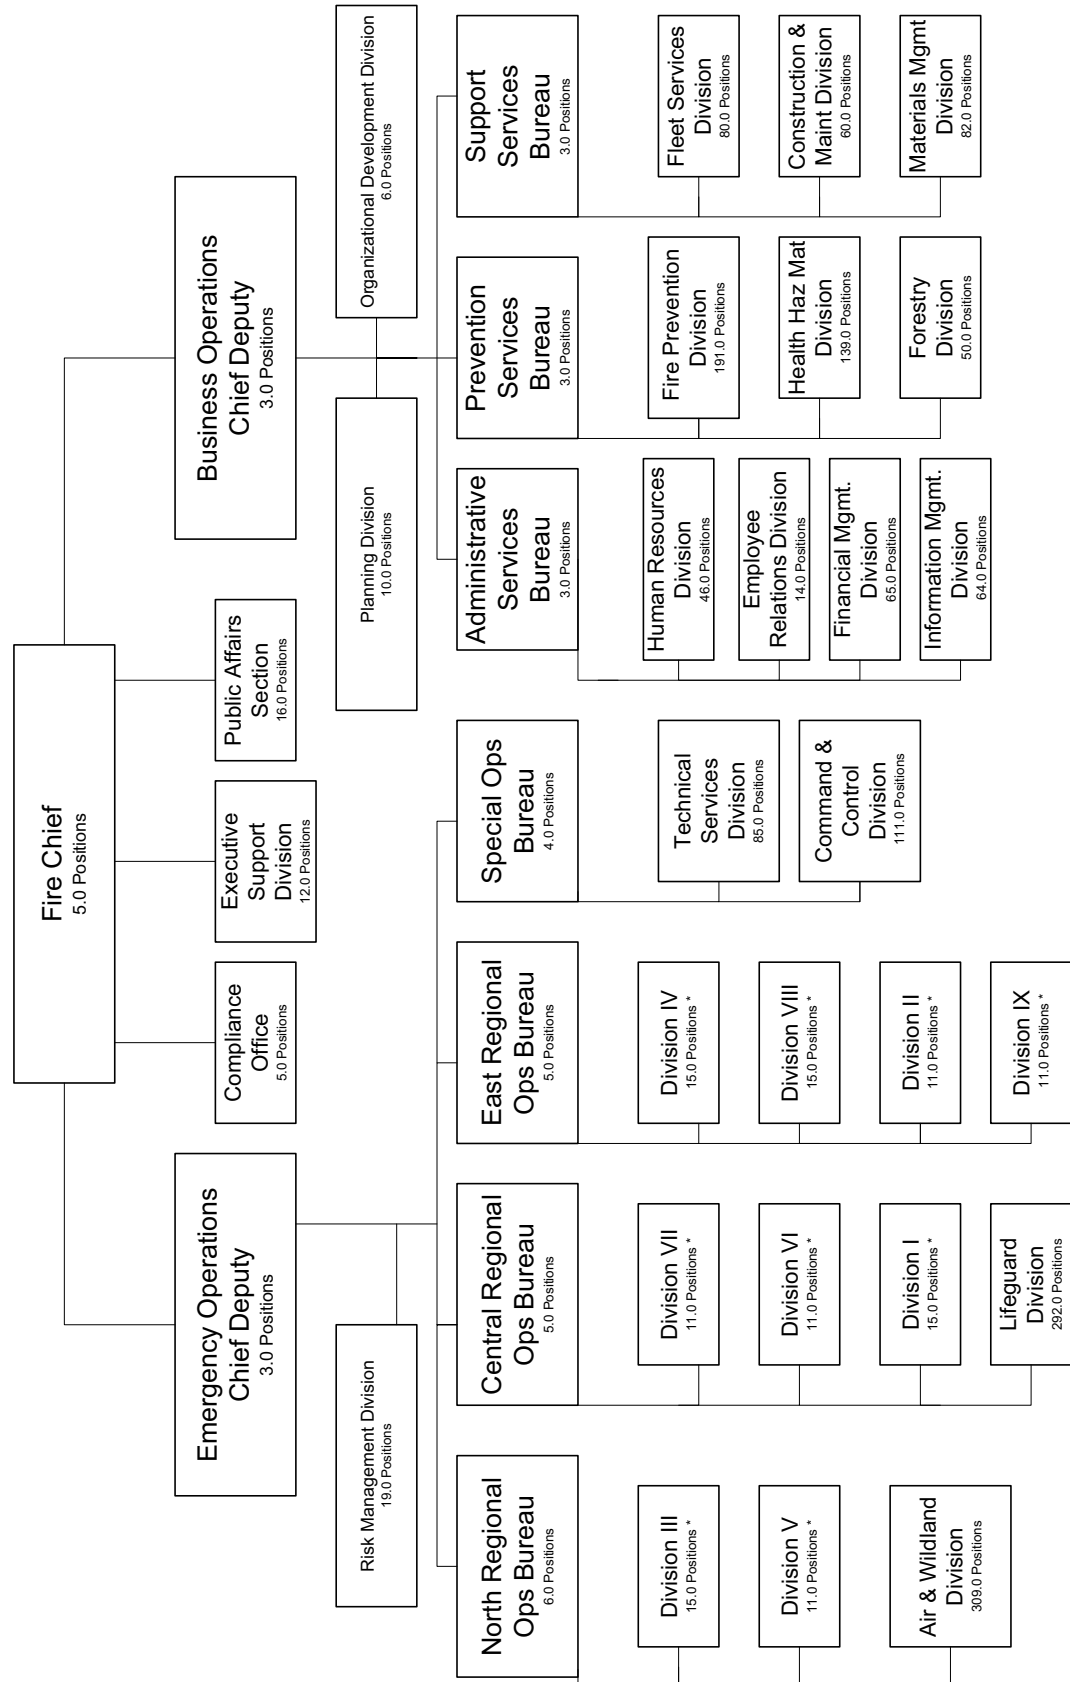 Fire Chief
5.0 Positions
Emergency Operations
Chief Deputy
3.0 Positions
Compliance
Office
5.0 Positions
Executive
Support
Division
12.0 Positions
Public Affairs
Section
16.0 Positions
Business Operations
Chief Deputy
3.0 Positions
Risk Management Division
19.0 Positions
Planning Division
10.0 Positions
Organizational Development Division
6.0 Positions
North Regional
Ops Bureau
6.0 Positions
Division III
15.0 Positions *
Division V
11.0 Positions *
Air & Wildland
Division
309.0 Positions
Central Regional
Ops Bureau
5.0 Positions
Division VII
11.0 Positions *
Division VI
11.0 Positions *
Division I
15.0 Positions *
Lifeguard
Division
292.0 Positions
East Regional
Ops Bureau
5.0 Positions
Division IV
15.0 Positions *
Division VIII
15.0 Positions *
Division II
11.0 Positions *
Division IX
11.0 Positions *
Special Ops
Bureau
4.0 Positions
Technical
Services
Division
85.0 Positions
Command &
Control
Division
111.0 Positions
Administrative
Services
Bureau
3.0 Positions
Human Resources
Division
46.0 Positions
Employee
Relations Division
14.0 Positions
Financial Mgmt.
Division
65.0 Positions
Information Mgmt.
Division
64.0 Positions
Prevention
Services
Bureau
3.0 Positions
Fire Prevention
Division
191.0 Positions
Health Haz Mat
Division
139.0 Positions
Forestry
Division
50.0 Positions
Support
Services
Bureau
3.0 Positions
Fleet Services
Division
80.0 Positions
Construction &
Maint Division
60.0 Positions
Materials Mgmt
Division
82.0 Positions